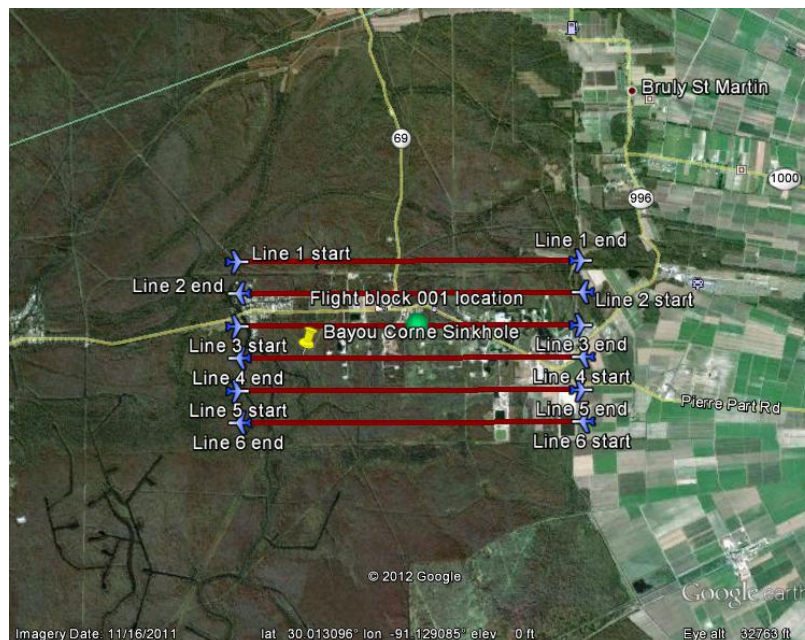 Bruly St Martin
69
1000
996
Line 1 start
Line 1 end
Line 2 end
Line 2 start
Flight block 001 location
Bayou Corne Sinkhole
Line 3 start
Line 3 end
Line 4 end
Line 4 start
Line 5 start
Line 5 end
Pierre Part Rd
Line 6 end
Line 6 start
© 2012 Google
Google earth
Imagery Date: 11/16/2011 lat 30.013096° lon -91.129085° elev 0 ft Eye alt 32763 ft